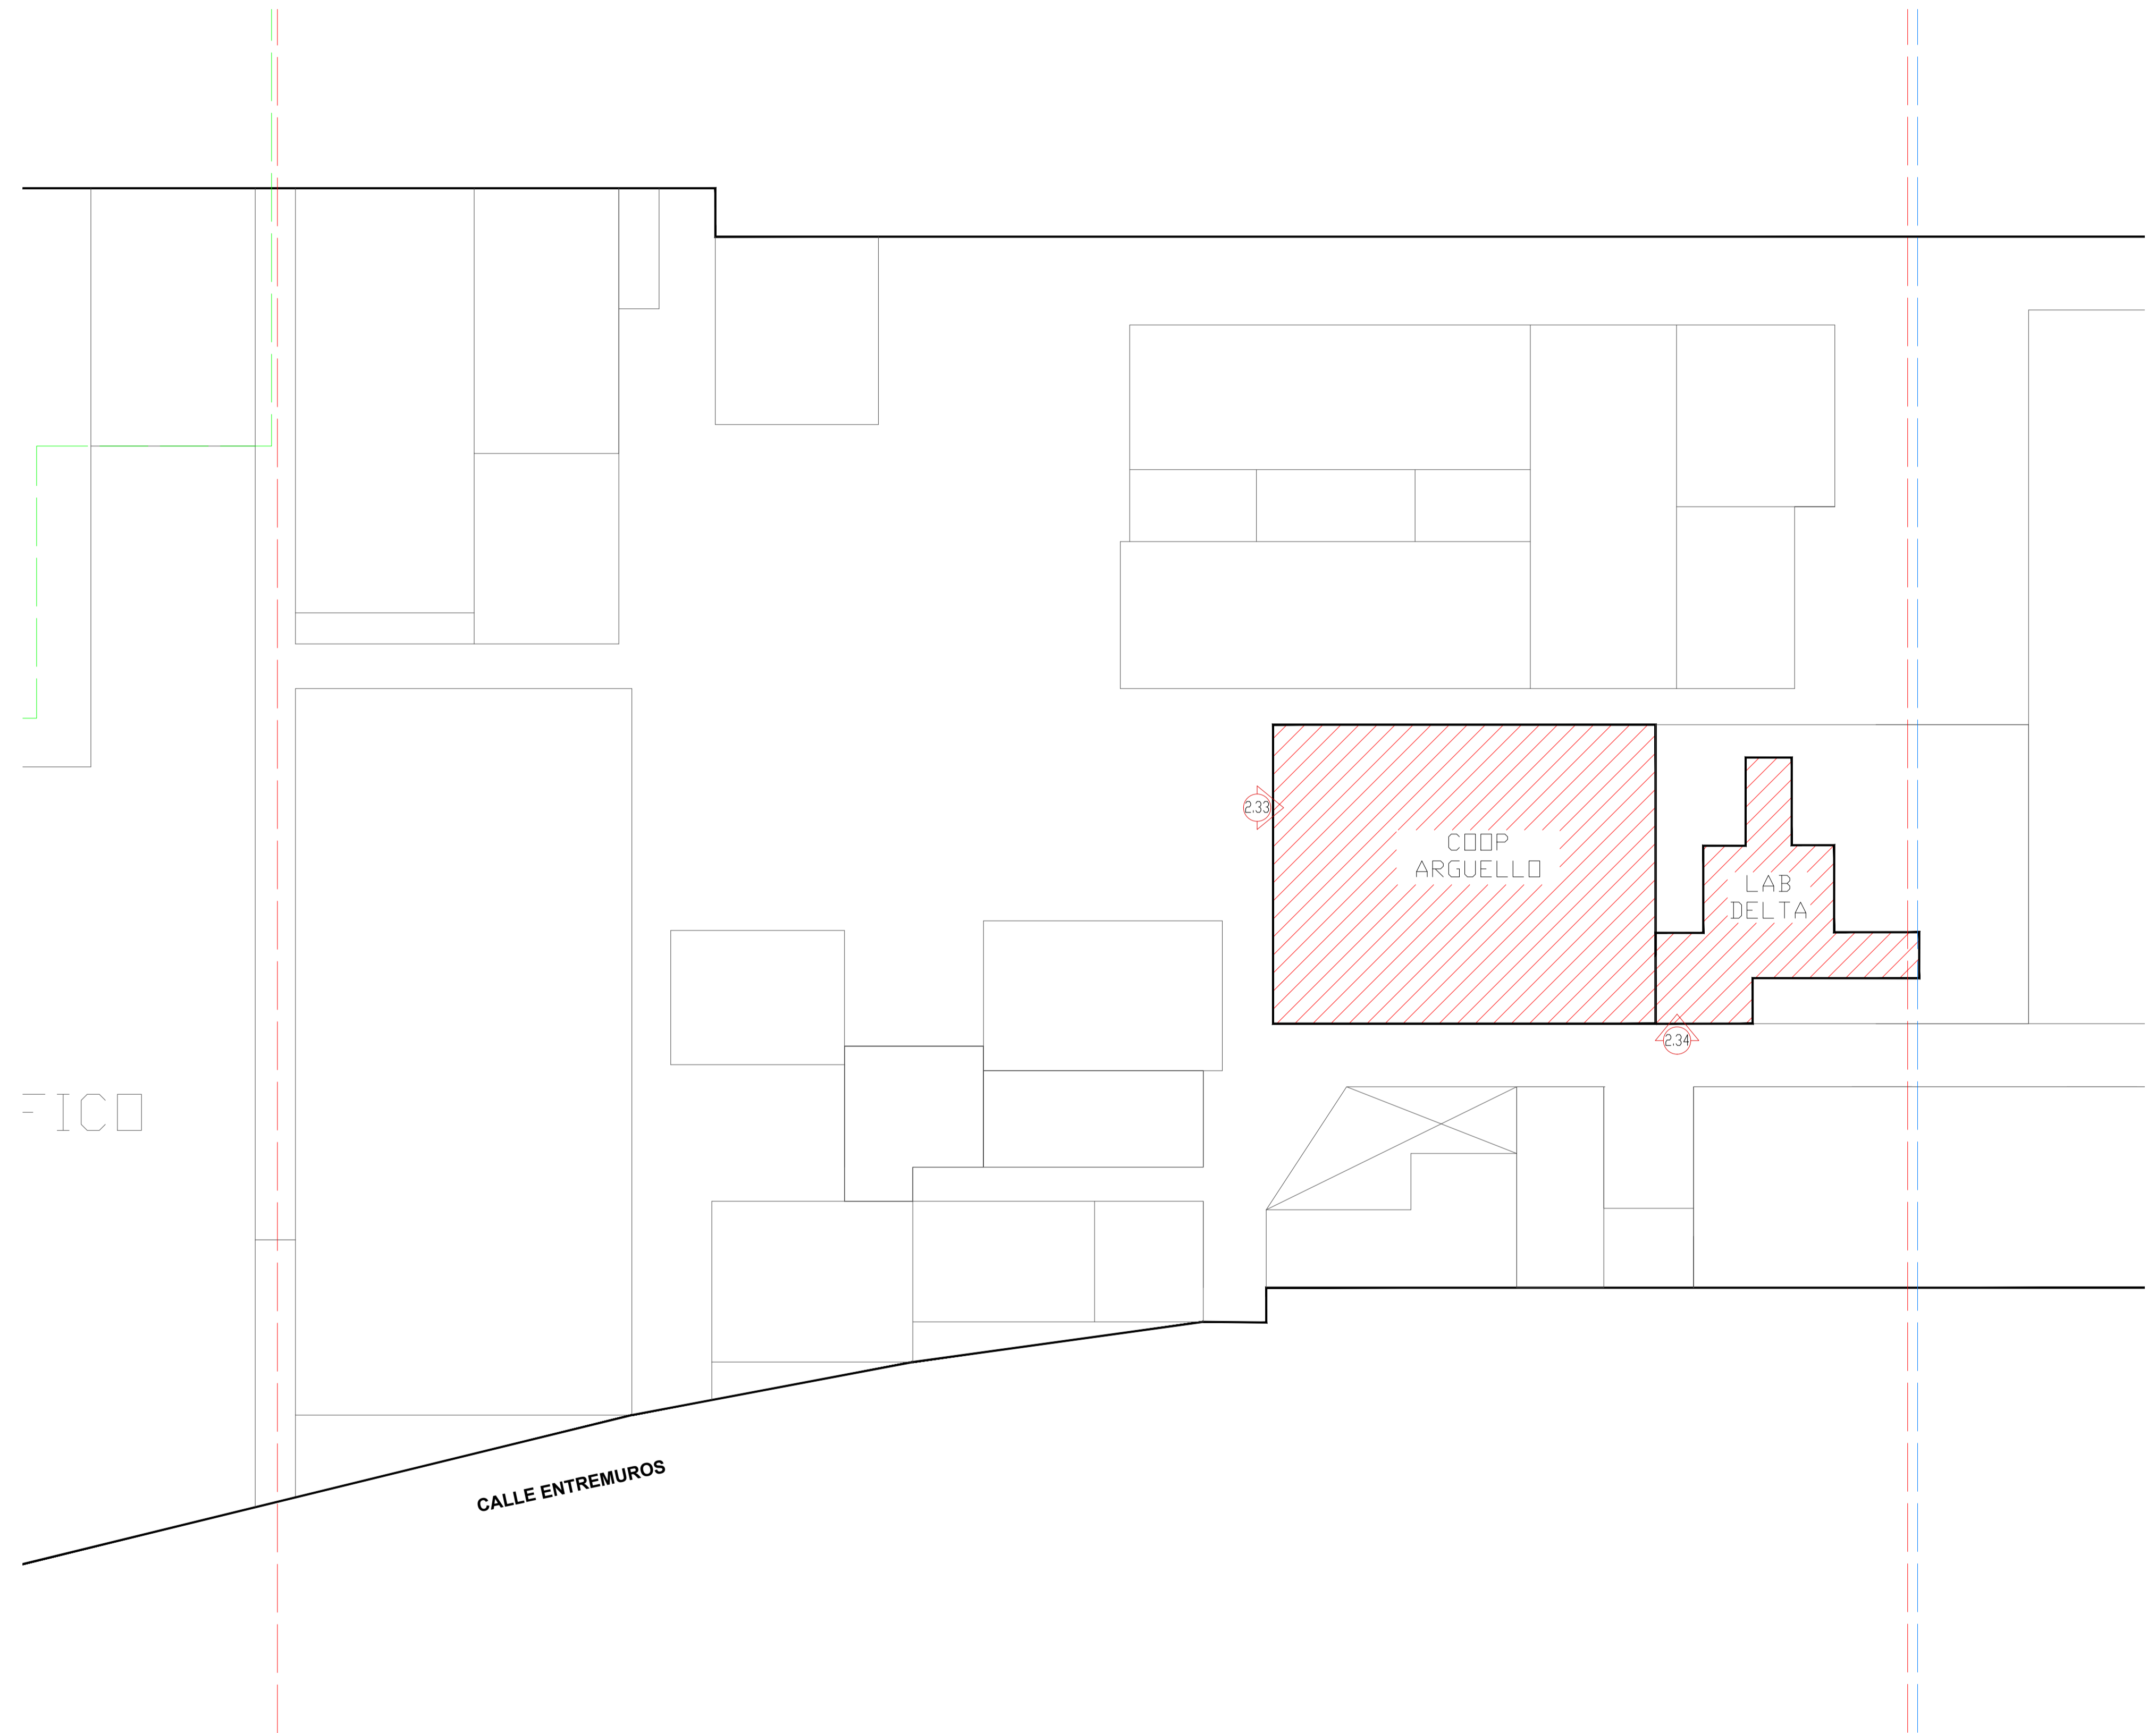 2.33
COOP
ARGUELLO
LAB
DELTA
2.34
FICO
CALLE ENTREMUROS